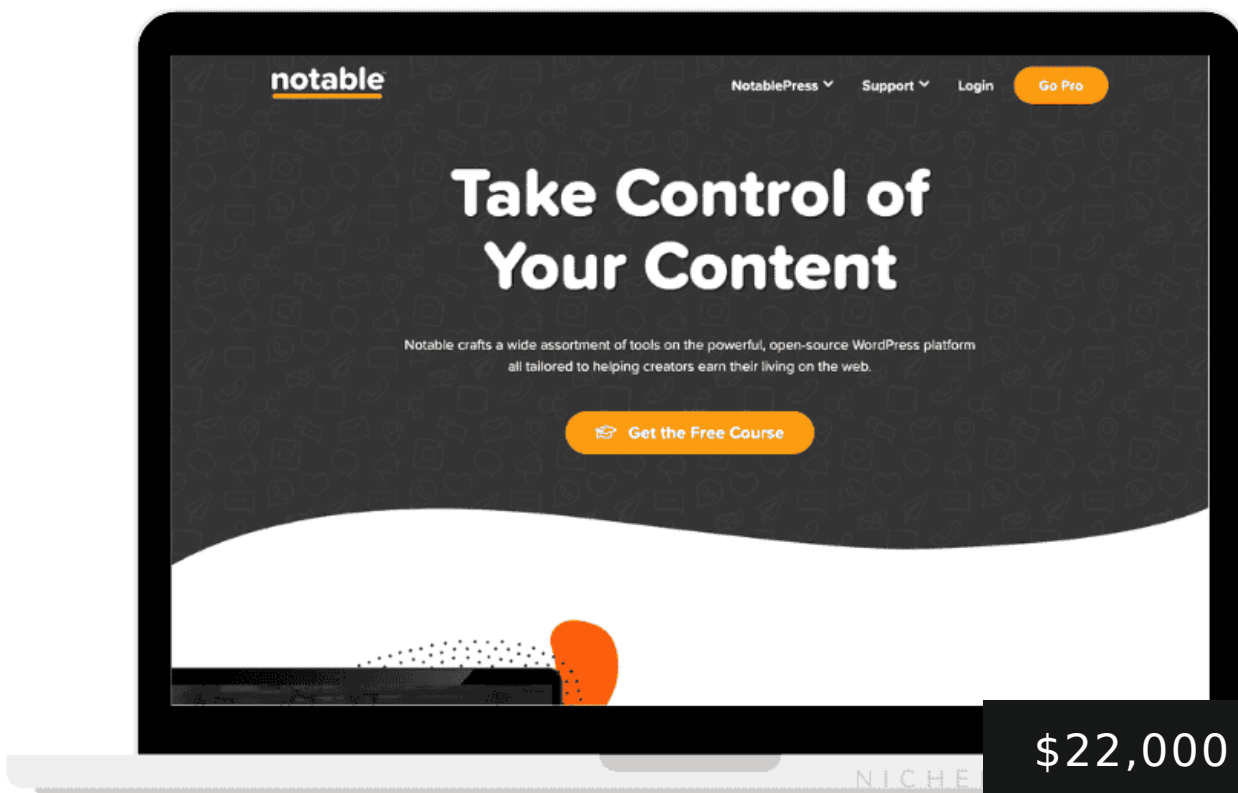 notable
NotablePress Support Login Go Pro
Take Control of
Your Content
Notable crafts a wide assortment of tools on the powerful, open-source WordPress platform
all tailored to helping creators earn their living on the web.
Get the Free Course
$22,000